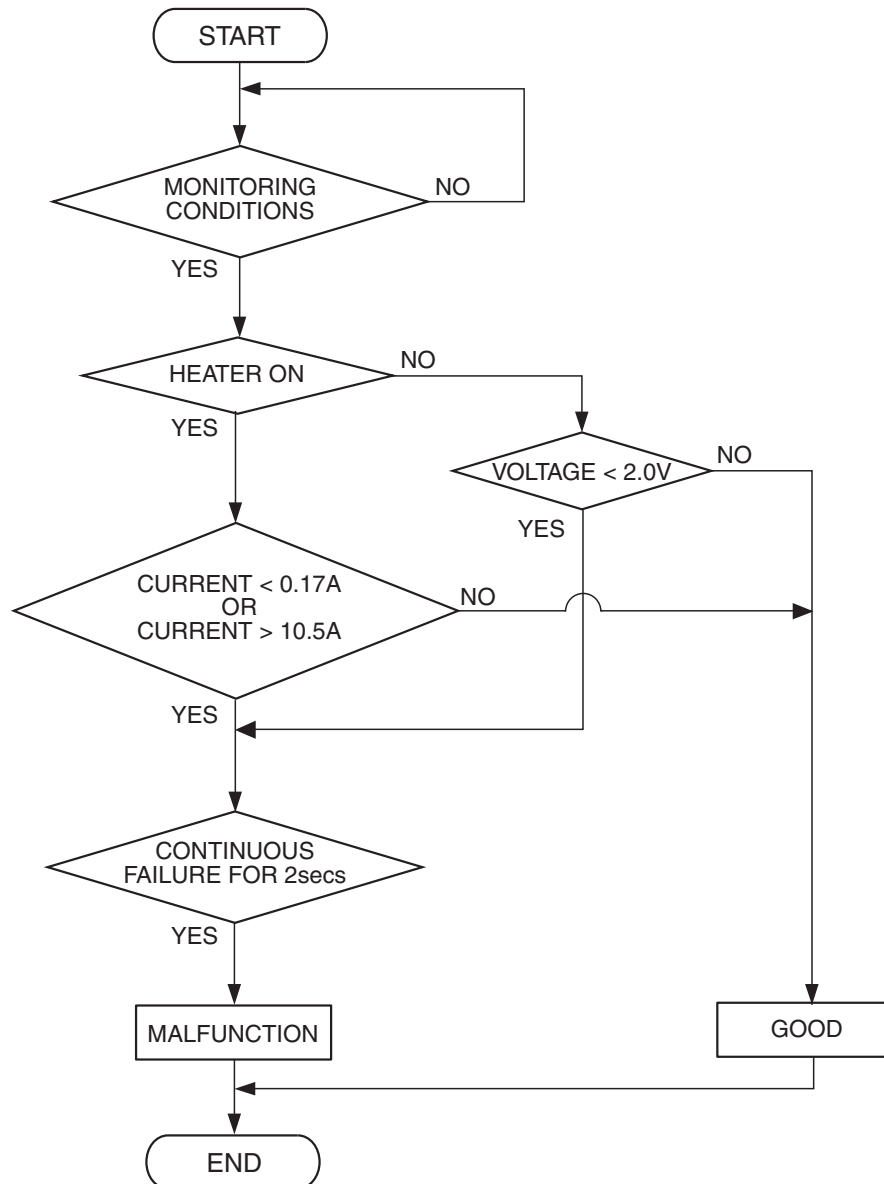 START
MONITORING
CONDITIONS
NO
YES
HEATER ON
NO
YES
VOLTAGE < 2.0V
NO
YES
CURRENT < 0.17A
OR
CURRENT > 10.5A
NO
YES
CONTINUOUS
FAILURE FOR 2secs
YES
MALFUNCTION
GOOD
END